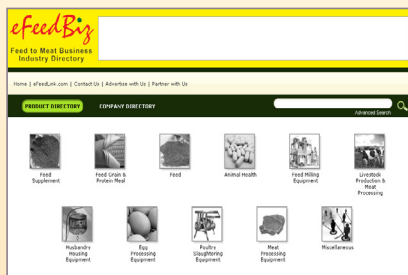 eFeedBiz
Feed to Meat Business
Industry Directory
Home | eFeedLink.com | Contact Us | Advertise with Us | Partner with Us
PRODUCT DIRECTORY COMPANY DIRECTORY
Advanced Search
Feed
Supplement
Feed Grain &
Protein Meal
Feed
Animal Health
Feed Milling
Equipment
Livestock
Production &
Meat
Processing
Husbandry
Housing
Equipment
Egg
Processing
Equipment
Poultry
Slaughtering
Equipment
Meat
Processing
Equipment
Miscellaneous